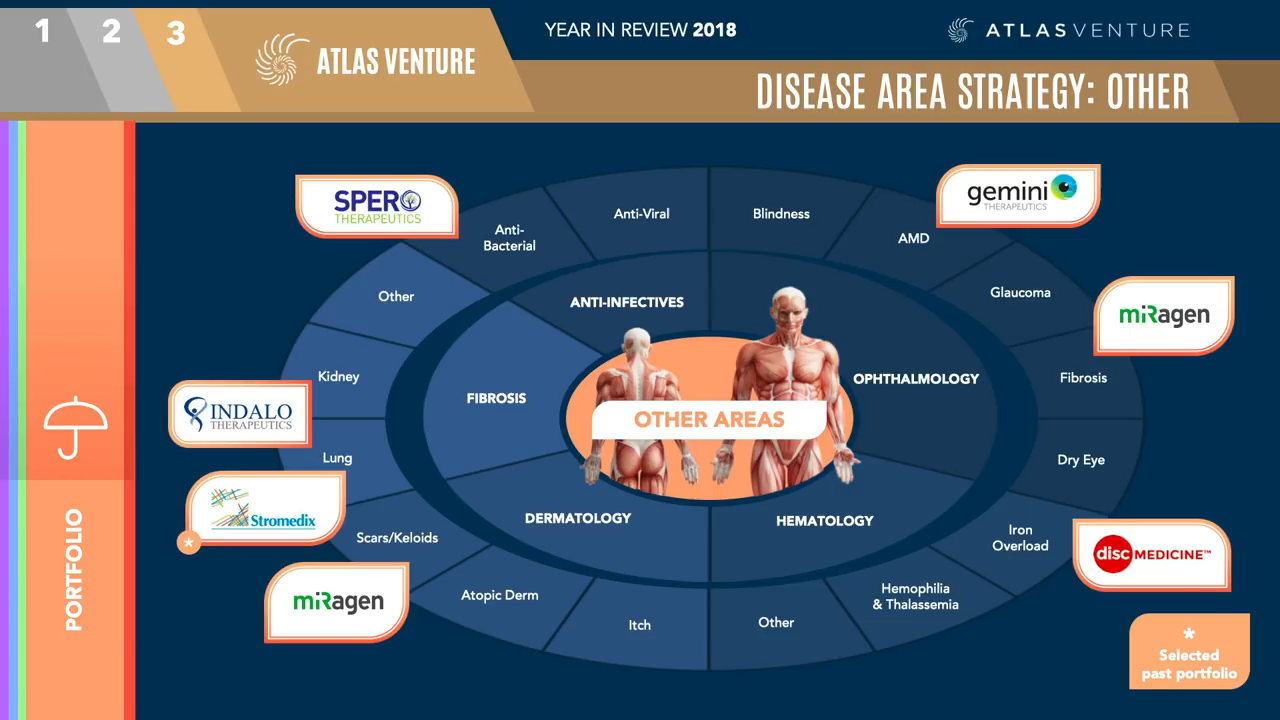 1
2
3
ATLAS VENTURE
YEAR IN REVIEW 2018
ATLAS VENTURE
DISEASE AREA STRATEGY: OTHER
PORTFOLIO
SPERO
THERAPEUTICS
gemini
THERAPEUTICS
Anti-Viral
Blindness
Anti-
Bacterial
AMD
Other
ANTI-INFECTIVES
Glaucoma
miRagen
Kidney
FIBROSIS
OPHTHALMOLOGY
Fibrosis
INDALO
THERAPEUTICS
OTHER AREAS
Lung
Dry Eye
Stromedix
*
DERMATOLOGY
HEMATOLOGY
Scars/Keloids
Iron
Overload
disc MEDICINE™
miRagen
Atopic Derm
Hemophilia
& Thalassemia
Itch
Other
*
Selected
past portfolio